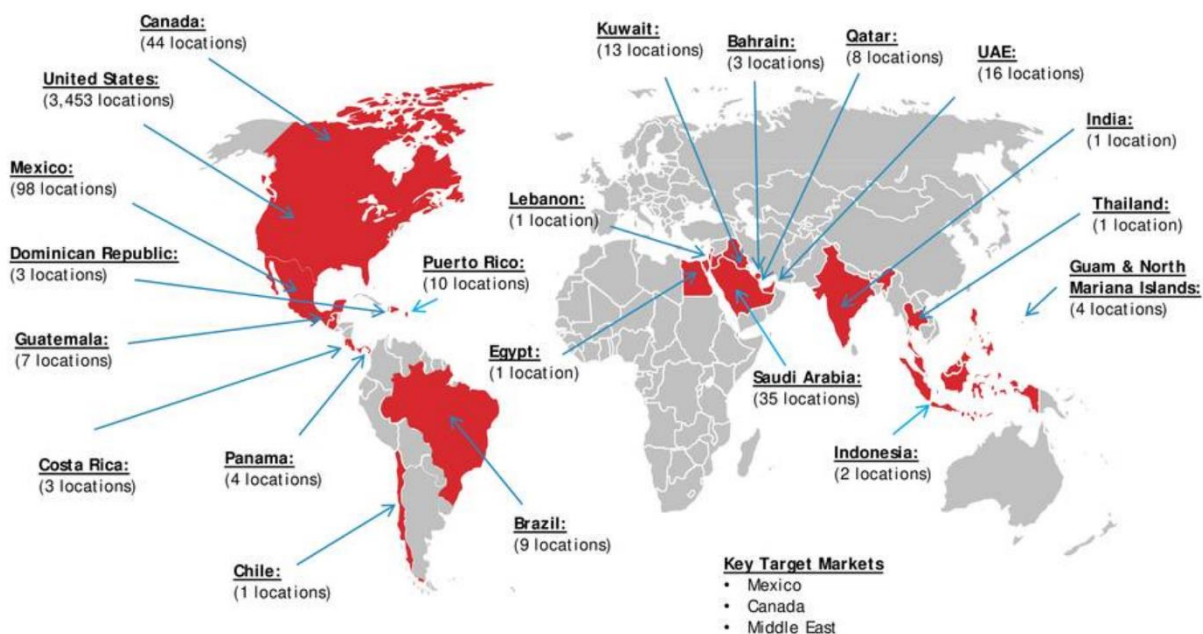 Canada:
(44 locations)
United States:
(3,453 locations)
Mexico:
(98 locations)
Dominican Republic:
(3 locations)
Puerto Rico:
(10 locations)
Guatemala:
(7 locations)
Costa Rica:
(3 locations)
Panama:
(4 locations)
Chile:
(1 locations)
Brazil:
(9 locations)
Kuwait:
(13 locations)
Bahrain:
(3 locations)
Qatar:
(8 locations)
UAE:
(16 locations)
India:
(1 location)
Lebanon:
(1 location)
Thailand:
(1 location)
Guam & North
Mariana Islands:
(4 locations)
Egypt:
(1 location)
Saudi Arabia:
(35 locations)
Indonesia:
(2 locations)
Key Target Markets
• Mexico
• Canada
• Middle East